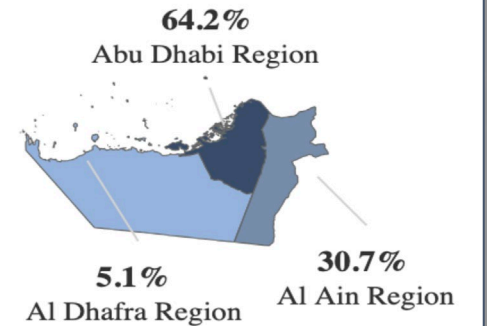 64.2%
Abu Dhabi Region
5.1%
Al Dhafra Region
30.7%
Al Ain Region